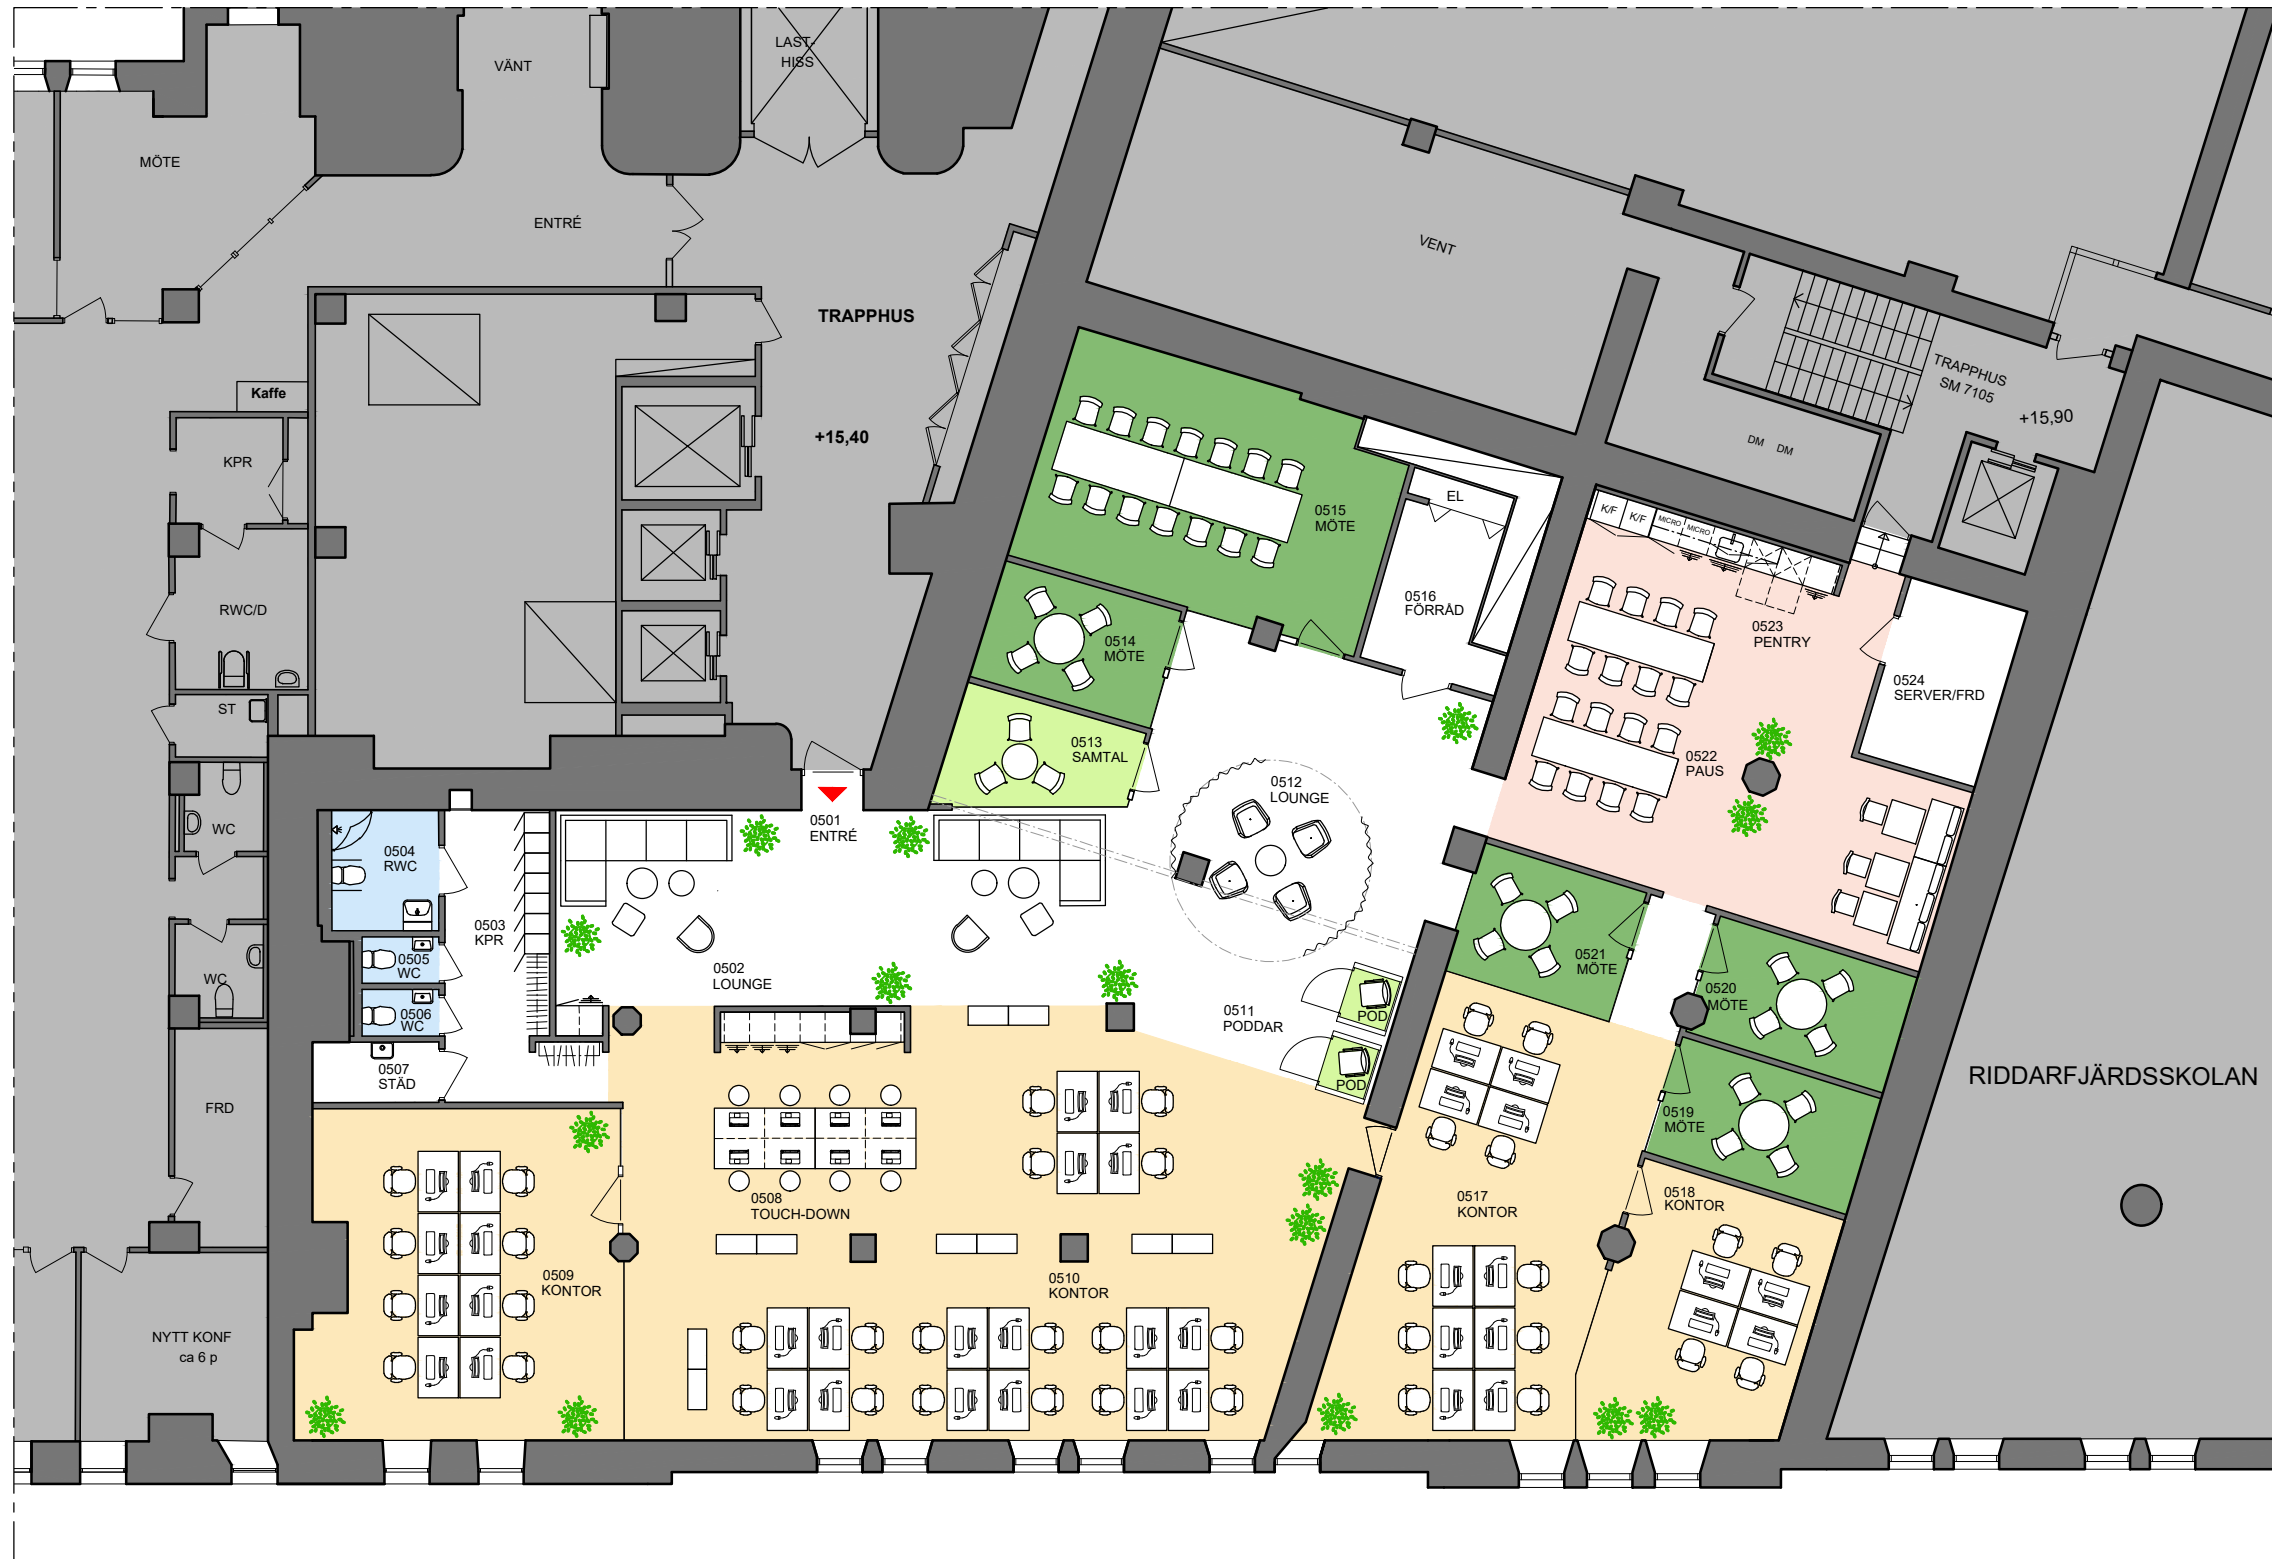 VÄNT
LAST-
HISS
MÖTE
ENTRÉ
VENT
TRAPPHUS
TRAPPHUS
SM 7105
+15,90
Kaffe
+15,40
DM DM
KPR
EL
K/F
K/F
MICRO
MICRO
0515
MÖTE
0516
FÖRRÅD
RWC/D
0514
MÖTE
0523
PENTRY
0524
SERVER/FRD
ST
0513
SAMTAL
0522
PAUS
0512
LOUNGE
0501
ENTRÉ
WC
0504
RWC
0503
KPR
0502
LOUNGE
0505
WC
0506
WC
WC
0521
MÖTE
0520
MÖTE
0511
PODDAR
POD
POD
0507
STÄD
RIDDARFJÄRDSSKOLAN
FRD
0519
MÖTE
0508
TOUCH-DOWN
0517
KONTOR
0518
KONTOR
0509
KONTOR
0510
KONTOR
NYTT KONF
ca 6 p